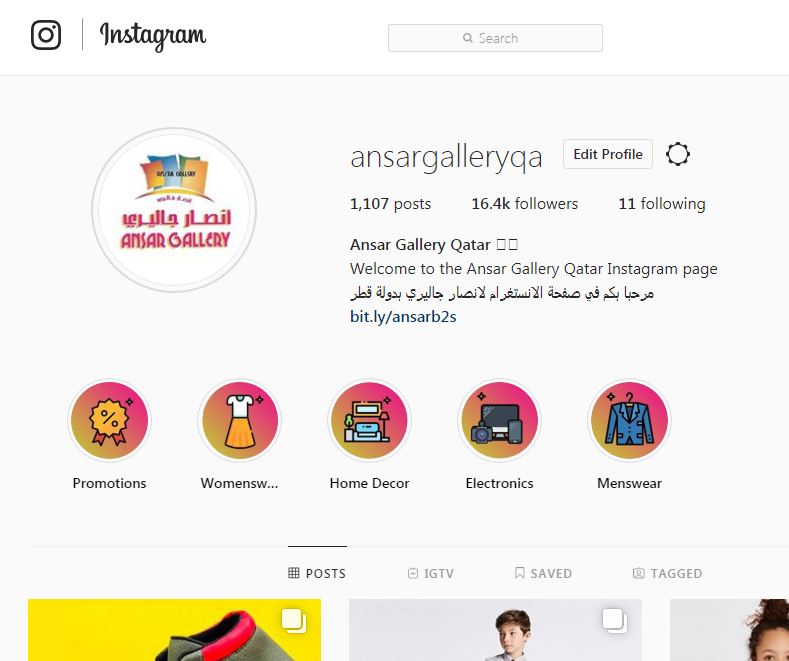 Instagram
Search
ANSAR GALLERY
انصار جاليري
انصار جاليري
ANSAR GALLERY
ansargalleryqa
Edit Profile
1,107 posts 16.4k followers 11 following
Ansar Gallery Qatar
Welcome to the Ansar Gallery Qatar Instagram page
مرحبا بكم في صفحة الانستغرام لانصار جاليري بدولة قطر
bit.ly/ansarb2s
Promotions Womensw... Home Decor Electronics Menswear
POSTS IGTV SAVED TAGGED